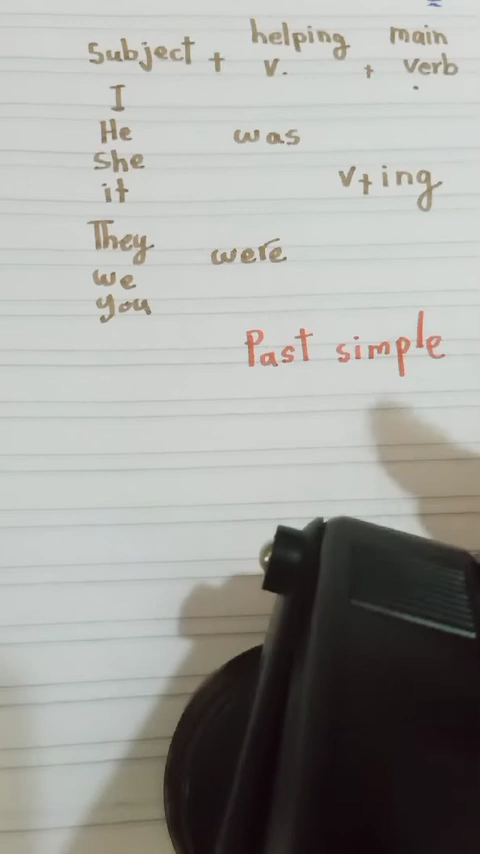 Subject + helping v. + main verb
I
He was
She
it v+ing
They were
we
you
Past simple